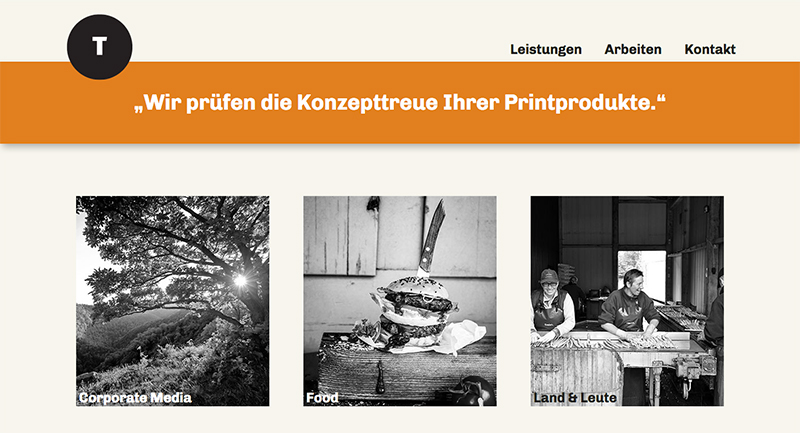 T
Leistungen Arbeiten Kontakt
„Wir prüfen die Konzepttreue Ihrer Printprodukte.“
Corporate Media
Food
Land & Leute